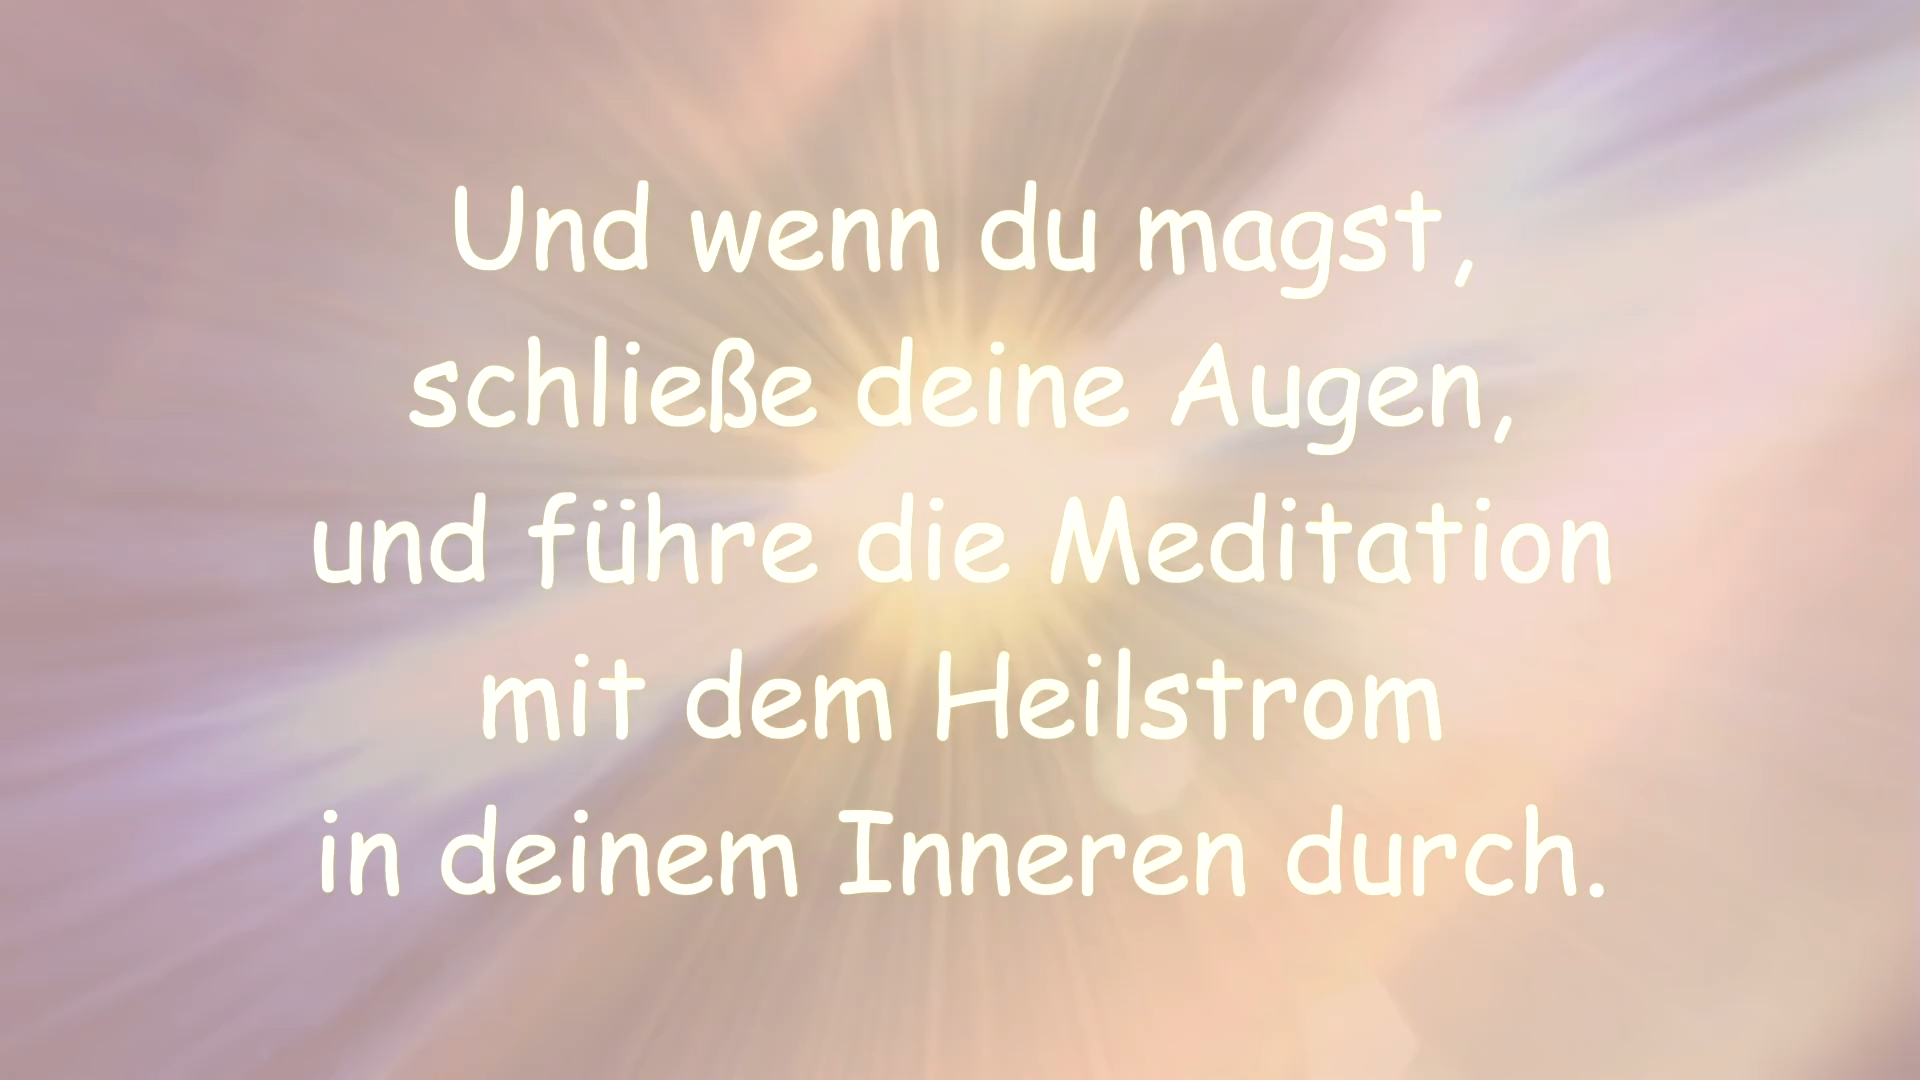 Und wenn du magst,
schließe deine Augen,
und führe die Meditation
mit dem Heilstrom
in deinem Inneren durch.